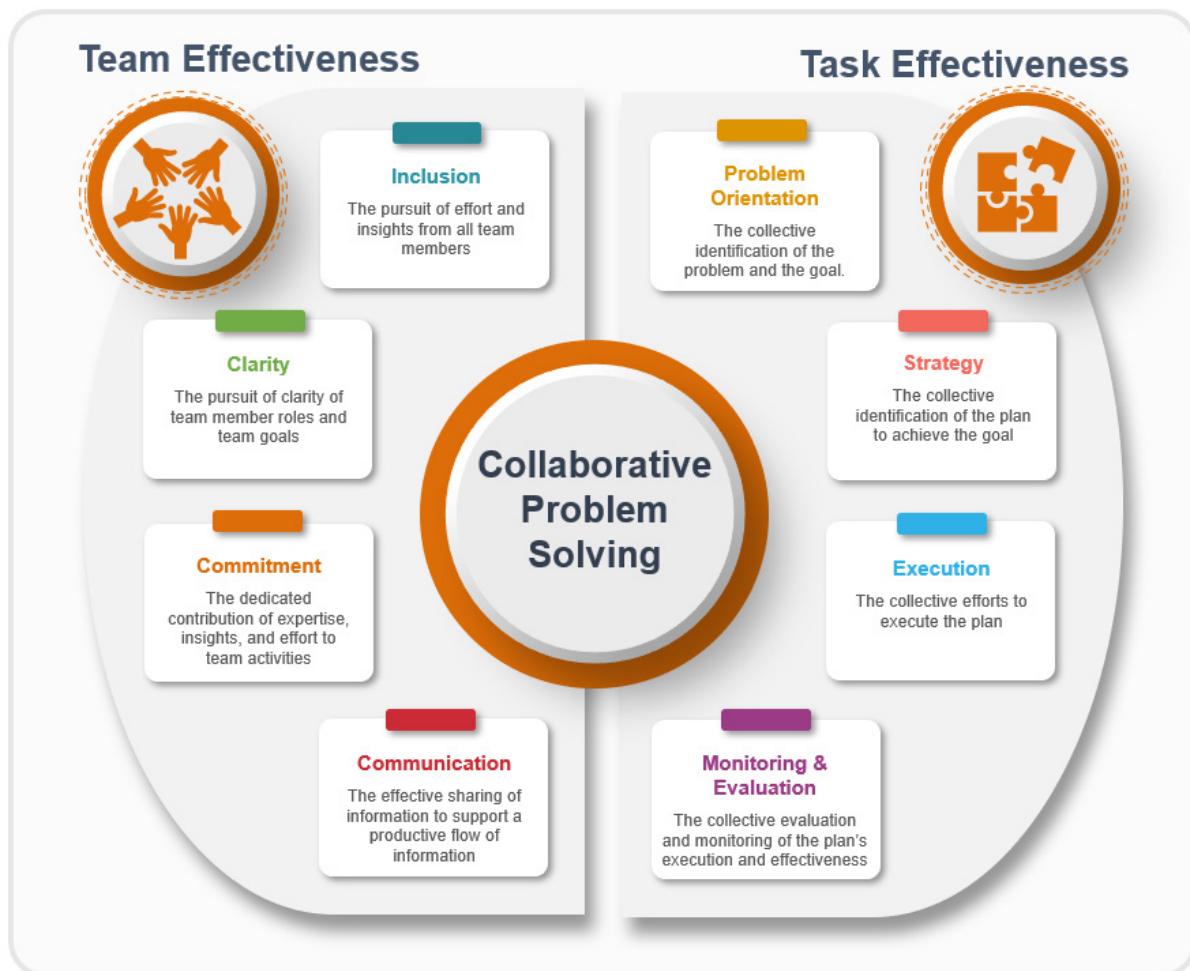 Team Effectiveness
Inclusion
The pursuit of effort and
insights from all team
members
Clarity
The pursuit of clarity of
team member roles and
team goals
Commitment
The dedicated
contribution of expertise,
insights, and effort to
team activities
Communication
The effective sharing of
information to support a
productive flow of
information
Collaborative
Problem
Solving
Task Effectiveness
Problem
Orientation
The collective
identification of the
problem and the goal.
Strategy
The collective
identification of the plan
to achieve the goal
Execution
The collective efforts to
execute the plan
Monitoring &
Evaluation
The collective evaluation
and monitoring of the plan's
execution and effectiveness